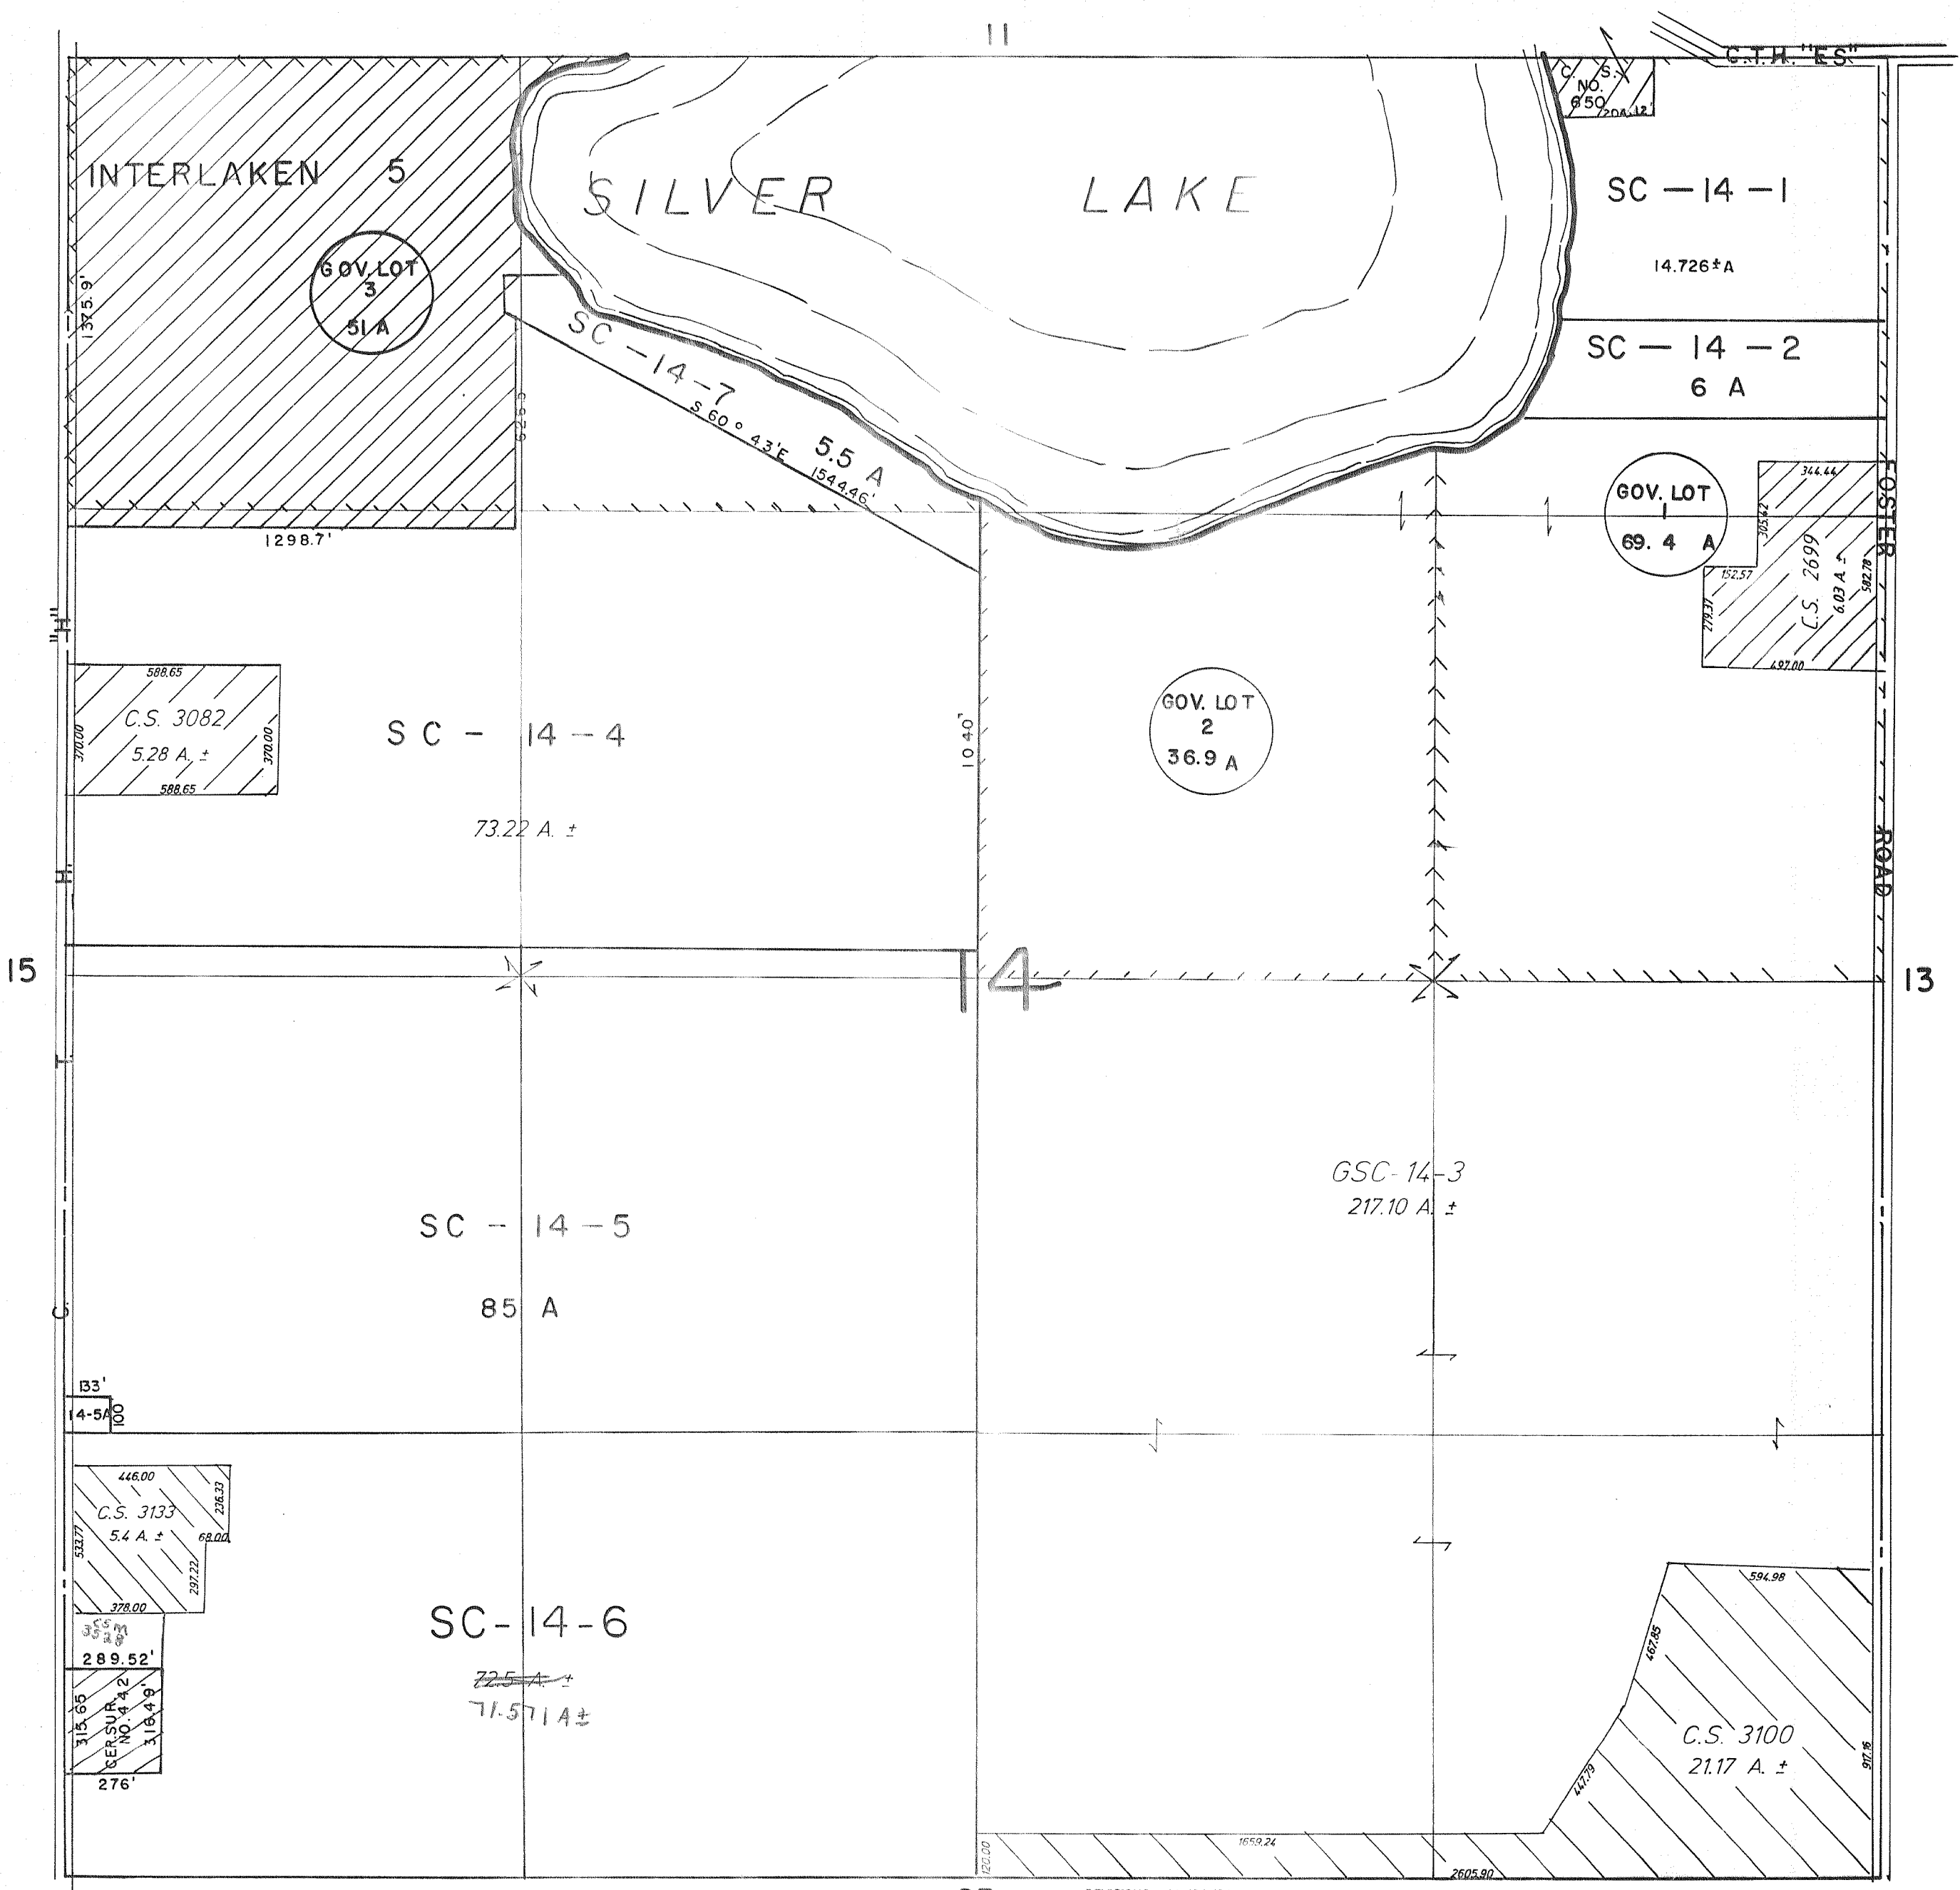 11
C.T.H. "ES"
C. S.
NO.
650
204.12'
INTERLAKEN 5
SILVER LAKE
SC-14-1
14.726±A
GOV. LOT
3
51 A
1375.9'
SC-14-2
6 A
SC-14-7
S 60° 43'E
5.5 A
1544.46'
1298.7'
GOV. LOT
1
69.4 A
344.44
305.42
152.57
279.37
C.S. 2699
6.03 A. ±
582.78
497.00
FOSTER
ROAD
"H"
588.65
C.S. 3082
5.28 A. ±
370.00
370.00
588.65
SC-14-4
73.22 A. ±
1040'
GOV. LOT
2
36.9 A
H.
15
14
13
T.
GSC-14-3
217.10 A. ±
SC-14-5
85 A
C.
133'
14-5A
100
446.00
236.33
C.S. 3133
5.4 A. ±
68.00
533.77
297.22
378.00
289.52'
315.65
CER.SUR.
NO. 442
316.49'
276'
SC-14-6
72.5 A. ±
71.571A±
594.98
467.85
C.S. 3100
21.17 A. ±
917.16
447.79
1659.24
120.00
2605.90